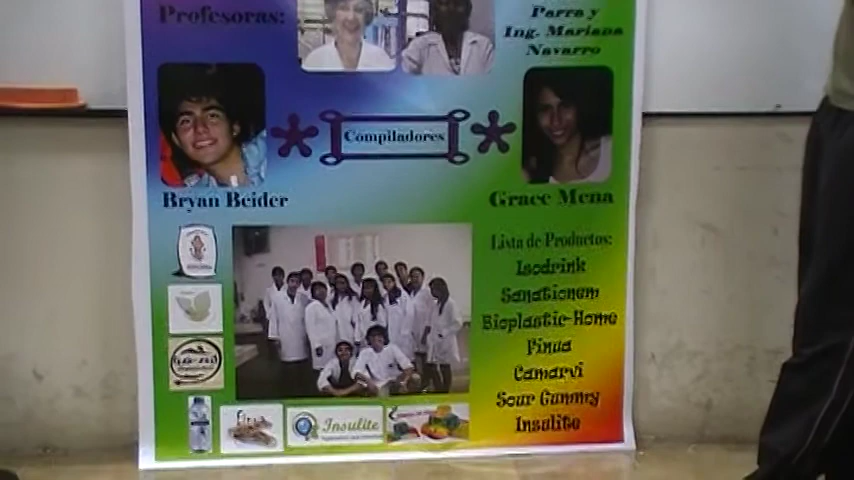 Profesoras:
Parra y
Ing. Mariana
Navarro
Compiladores
Bryan Beider
Grace Mena
Lista de Productos:
Isodrink
Sanationem
Bioplastic-Home
Pinua
Camarvi
Sour Gummy
Insulite
Insulite